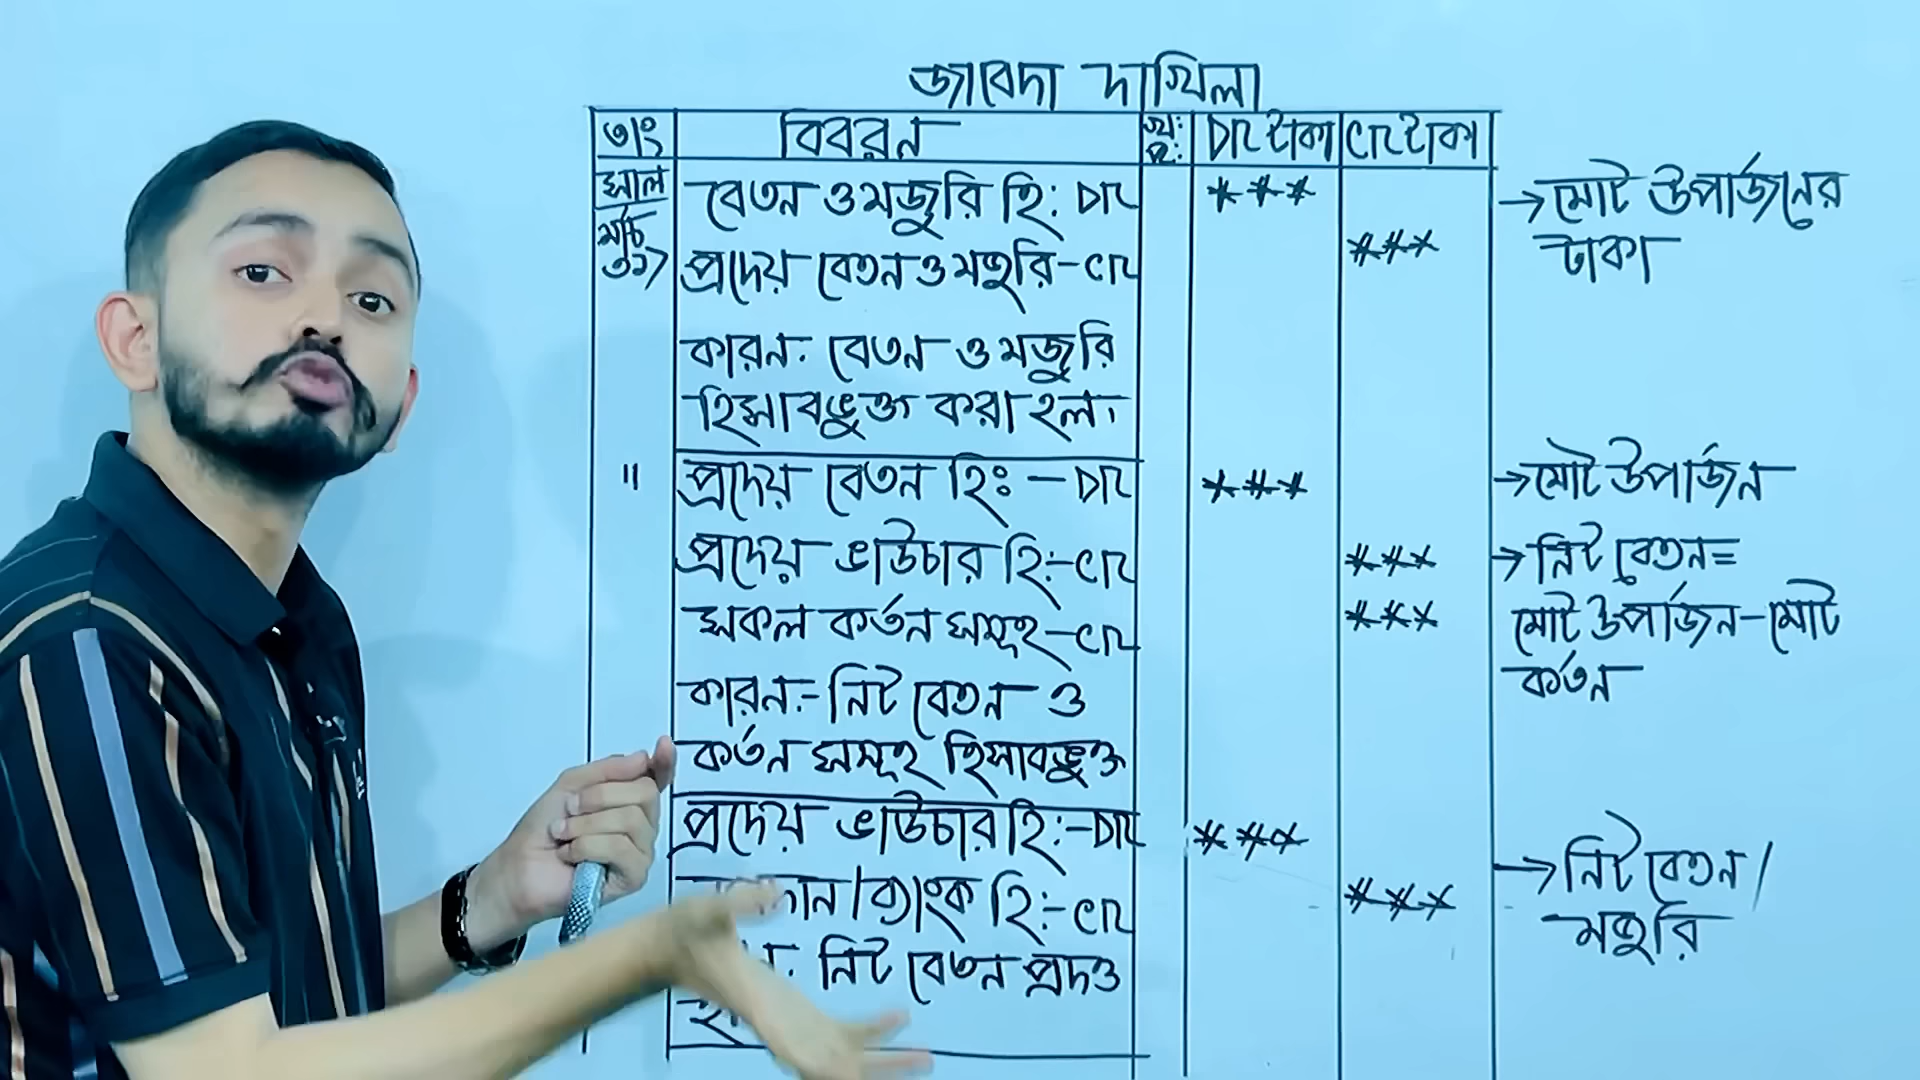 জাবেদা দাখিলা
তাং বিবরন খ: পৃ: ডেঃ টাকা ক্রেঃ টাকা
সাল বেতন ও মজুরি হি: ডেঃ *** → মোট উপার্জনের
মার্চ টাকা
৩১ প্রদেয় বেতন ও মজুরি - ক্রেঃ ***
কারন: বেতন ও মজুরি
হিসাবভুক্ত করা হল।
" প্রদেয় বেতন হিঃ - ডেঃ *** → মোট উপার্জন
প্রদেয় ভাউচার হি:- ক্রেঃ *** → নিট বেতন=
সকল কর্তন সমূহ - ক্রেঃ *** মোট উপার্জন - মোট
কারন:- নিট বেতন ও কর্তন
কর্তন সমূহ হিসাবভুক্ত
প্রদেয় ভাউচার হি:- ডেঃ ***
/ব্যাংক হি:- ক্রেঃ *** → নিট বেতন/
নিট বেতন প্রদত্ত মজুরি